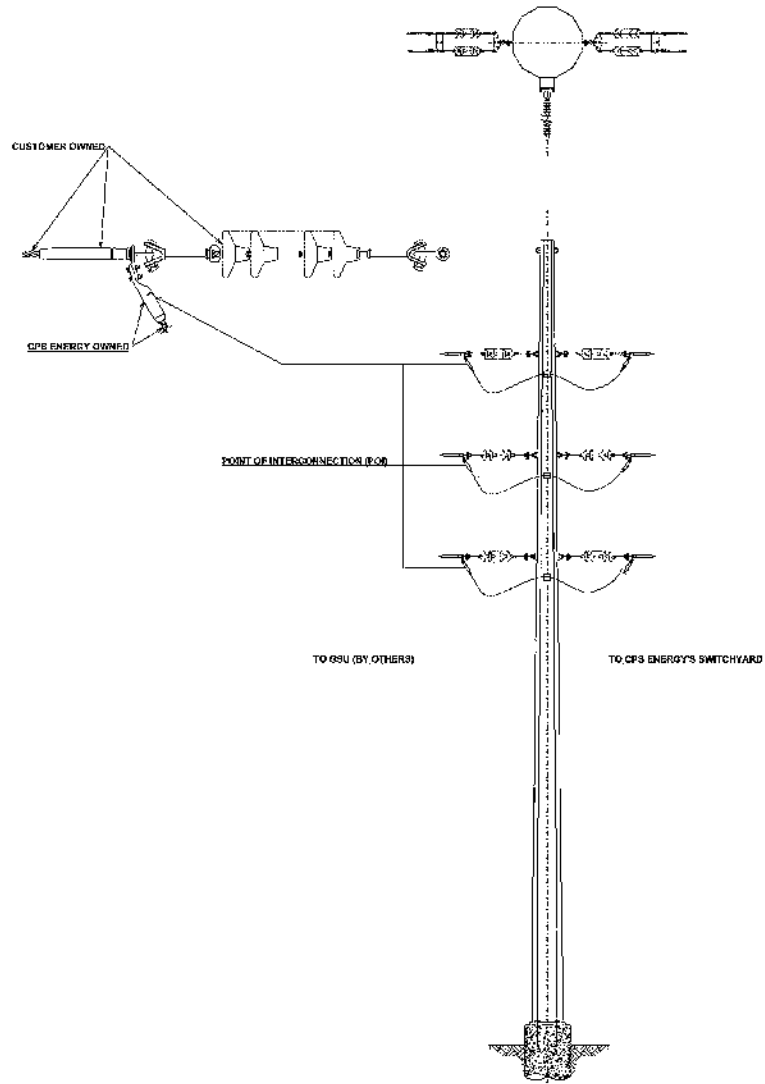 CUSTOMER OWNED
CPS ENERGY OWNED
POINT OF INTERCONNECTION (POI)
TO GSU (BY OTHERS)
TO CPS ENERGY'S SWITCHYARD